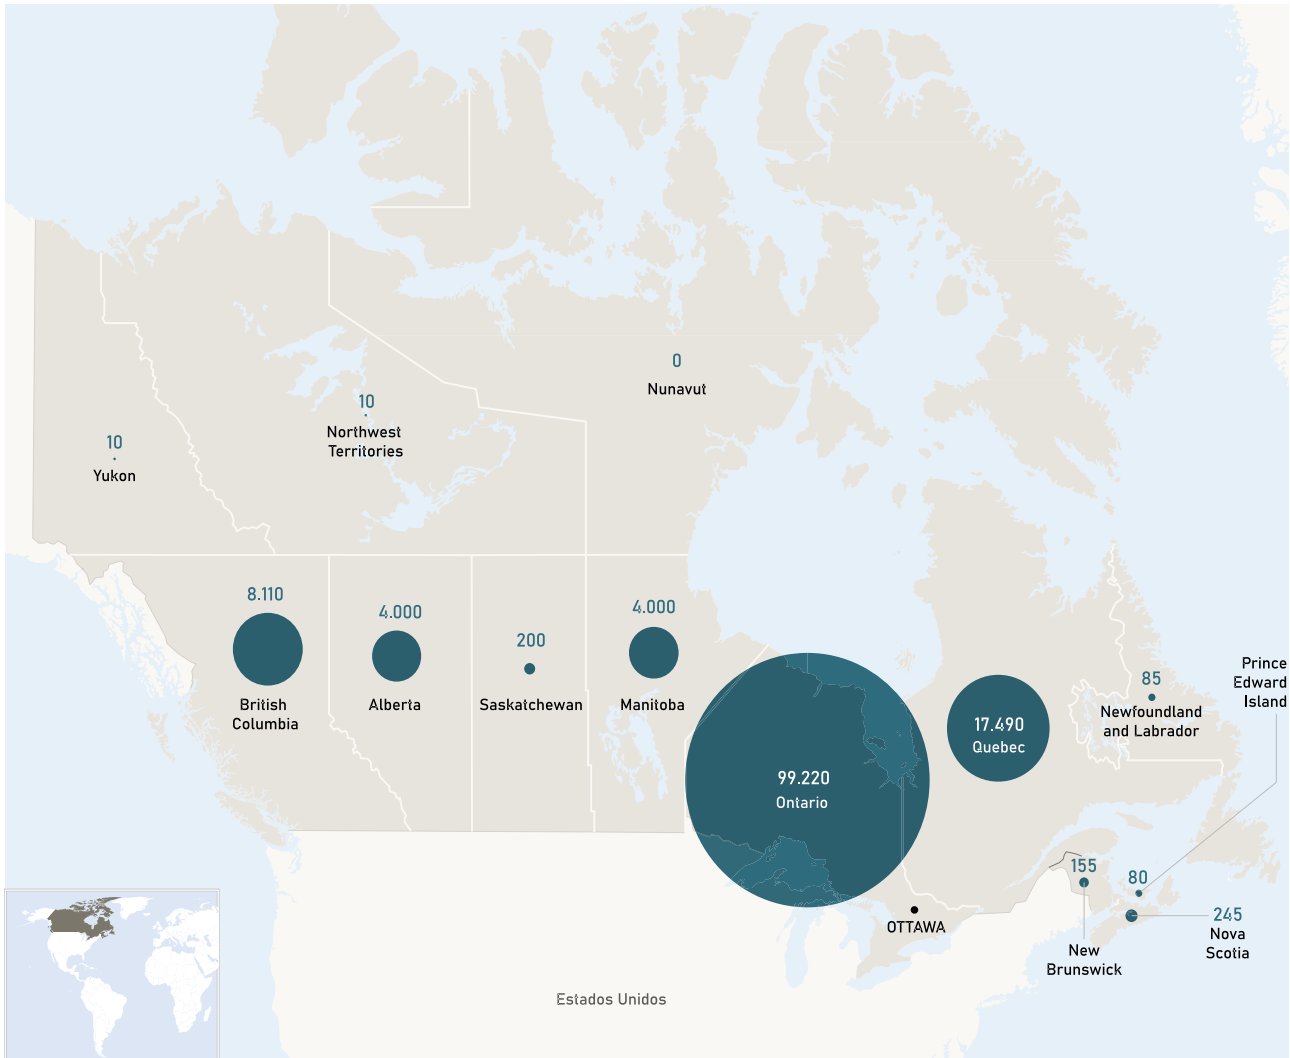 0
Nunavut
10
Northwest
Territories
10
Yukon
8.110
British
Columbia
4.000
Alberta
200
Saskatchewan
4.000
Manitoba
99.220
Ontario
17.490
Quebec
85
Newfoundland
and Labrador
Prince
Edward
Island
80
155
New
Brunswick
245
Nova
Scotia
OTTAWA
Estados Unidos